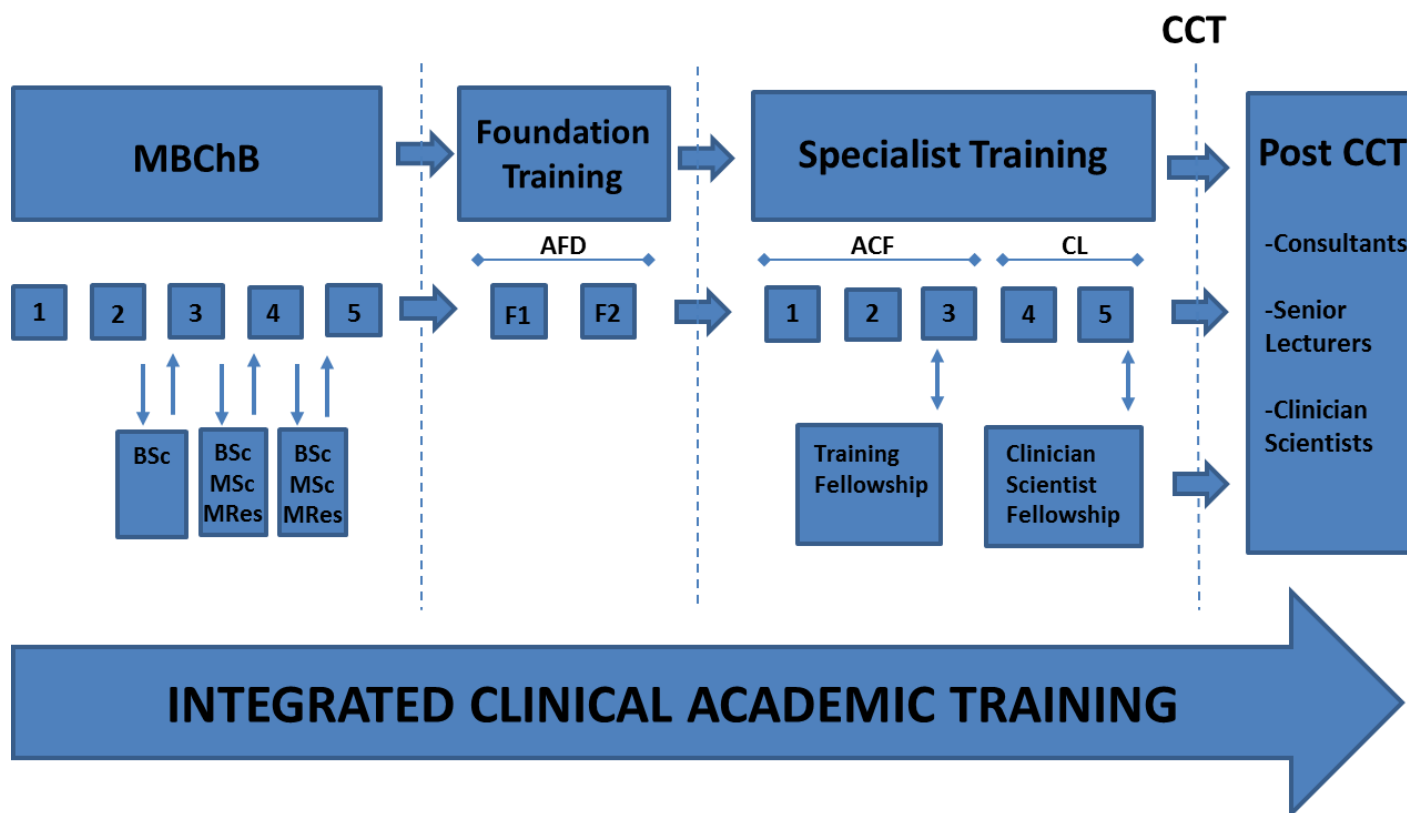 CCT
MBChB
Foundation
Training
Specialist Training
Post CCT
-Consultants
-Senior
Lecturers
-Clinician
Scientists
AFD
ACF
CL
1
2
3
4
5
F1
F2
1
2
3
4
5
BSc
BSc
MSc
MRes
BSc
MSc
MRes
Training
Fellowship
Clinician
Scientist
Fellowship
INTEGRATED CLINICAL ACADEMIC TRAINING